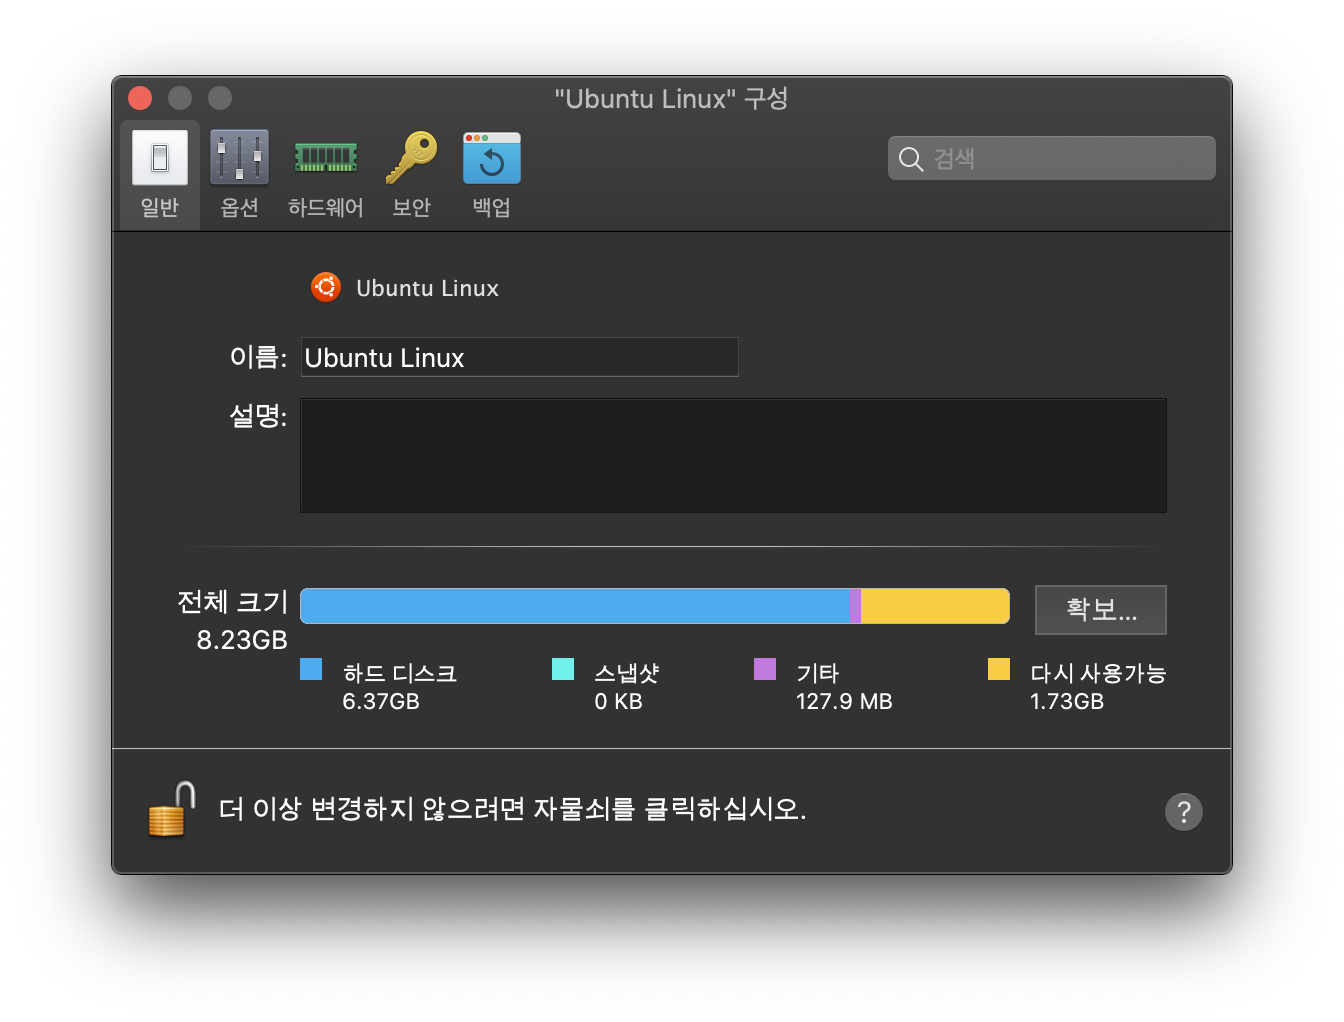 "Ubuntu Linux" 구성
일반 옵션 하드웨어 보안 백업
검색
Ubuntu Linux
이름: Ubuntu Linux
설명:
전체 크기
8.23GB
확보...
하드 디스크 스냅샷 기타 다시 사용가능
6.37GB 0 KB 127.9 MB 1.73GB
더 이상 변경하지 않으려면 자물쇠를 클릭하십시오.
?